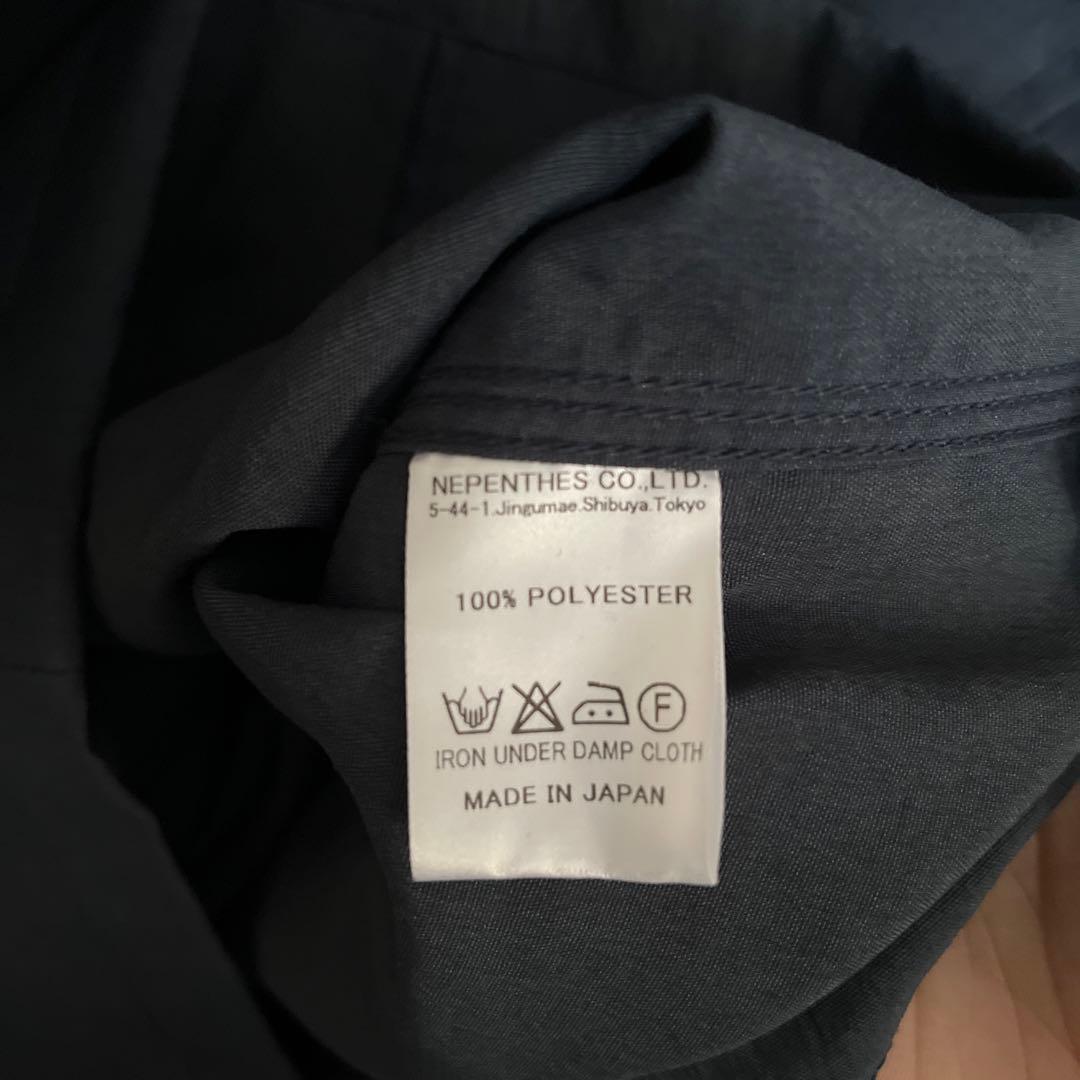 NEPENTHES CO.,LTD.
5-44-1.Jingumae.Shibuya.Tokyo
100% POLYESTER
F
IRON UNDER DAMP CLOTH
MADE IN JAPAN